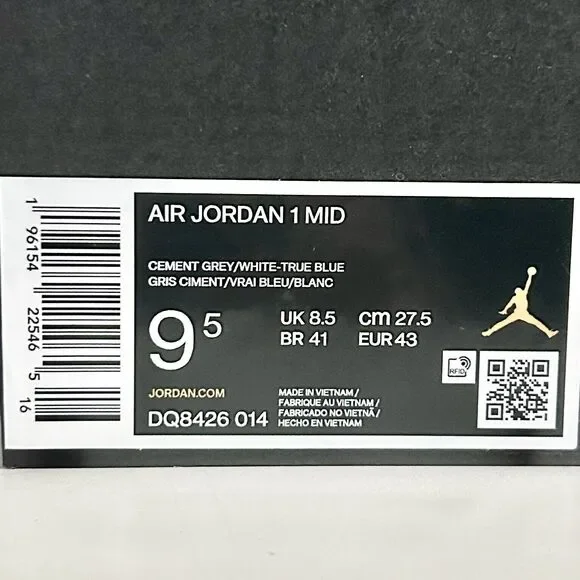 AIR JORDAN 1 MID
CEMENT GREY/WHITE-TRUE BLUE
GRIS CIMENT/VRAI BLEU/BLANC
9 5
UK 8.5 cm 27.5
BR 41 EUR 43
RFID
JORDAN.COM
DQ8426 014
MADE IN VIETNAM /
FABRIQUE AU VIETNAM /
FABRICADO NO VIETNÃ /
HECHO EN VIETNAM
1 96154 22546 5 16